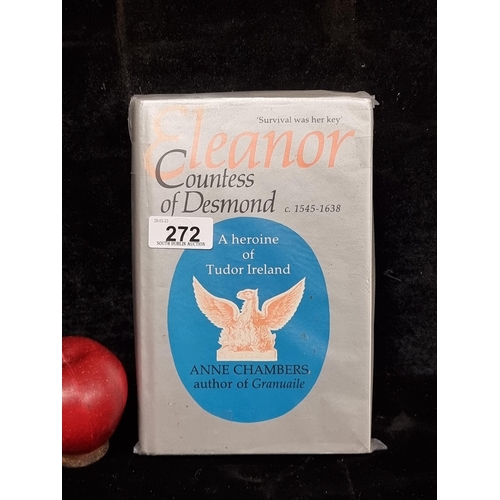 'Survival was her key'
Eleanor
Countess
of Desmond c. 1545-1638
272
SOUTH DUBLIN AUCTION
A heroine
of
Tudor Ireland
ANNE CHAMBERS
author of Granuaile